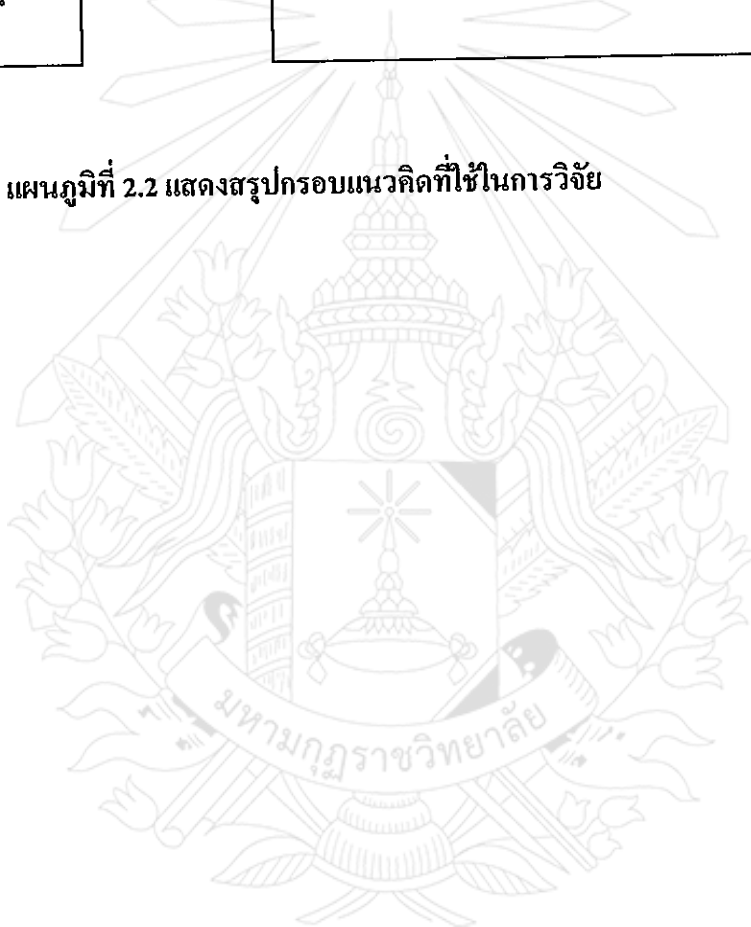 แผนภูมิที่ 2.2 แสดงสรุปกรอบแนวคิดที่ใช้ในการวิจัย
มหามกุฏราชวิทยาลัย